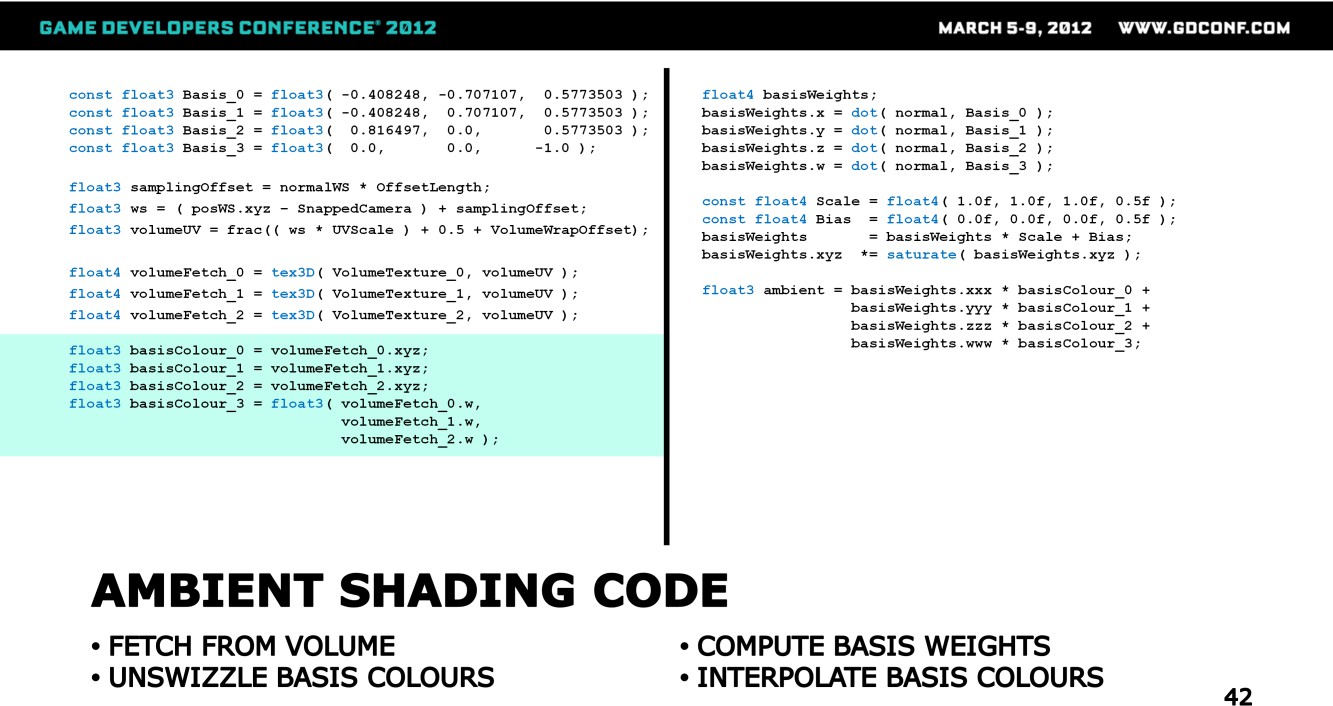 GAME DEVELOPERS CONFERENCE® 2012
MARCH 5-9, 2012 WWW.GDCONF.COM
const float3 Basis_0 = float3( -0.408248, -0.707107, 0.5773503 );
const float3 Basis_1 = float3( -0.408248, 0.707107, 0.5773503 );
const float3 Basis_2 = float3( 0.816497, 0.0, 0.5773503 );
const float3 Basis_3 = float3( 0.0, 0.0, -1.0 );
float3 samplingOffset = normalWS * OffsetLength;
float3 ws = ( posWS.xyz - SnappedCamera ) + samplingOffset;
float3 volumeUV = frac(( ws * UVScale ) + 0.5 + VolumeWrapOffset);
float4 volumeFetch_0 = tex3D( VolumeTexture_0, volumeUV );
float4 volumeFetch_1 = tex3D( VolumeTexture_1, volumeUV );
float4 volumeFetch_2 = tex3D( VolumeTexture_2, volumeUV );
float3 basisColour_0 = volumeFetch_0.xyz;
float3 basisColour_1 = volumeFetch_1.xyz;
float3 basisColour_2 = volumeFetch_2.xyz;
float3 basisColour_3 = float3( volumeFetch_0.w,
volumeFetch_1.w,
volumeFetch_2.w );
float4 basisWeights;
basisWeights.x = dot( normal, Basis_0 );
basisWeights.y = dot( normal, Basis_1 );
basisWeights.z = dot( normal, Basis_2 );
basisWeights.w = dot( normal, Basis_3 );
const float4 Scale = float4( 1.0f, 1.0f, 1.0f, 0.5f );
const float4 Bias = float4( 0.0f, 0.0f, 0.0f, 0.5f );
basisWeights = basisWeights * Scale + Bias;
basisWeights.xyz *= saturate( basisWeights.xyz );
float3 ambient = basisWeights.xxx * basisColour_0 +
basisWeights.yyy * basisColour_1 +
basisWeights.zzz * basisColour_2 +
basisWeights.www * basisColour_3;
AMBIENT SHADING CODE
• FETCH FROM VOLUME
• UNSWIZZLE BASIS COLOURS
• COMPUTE BASIS WEIGHTS
• INTERPOLATE BASIS COLOURS
42